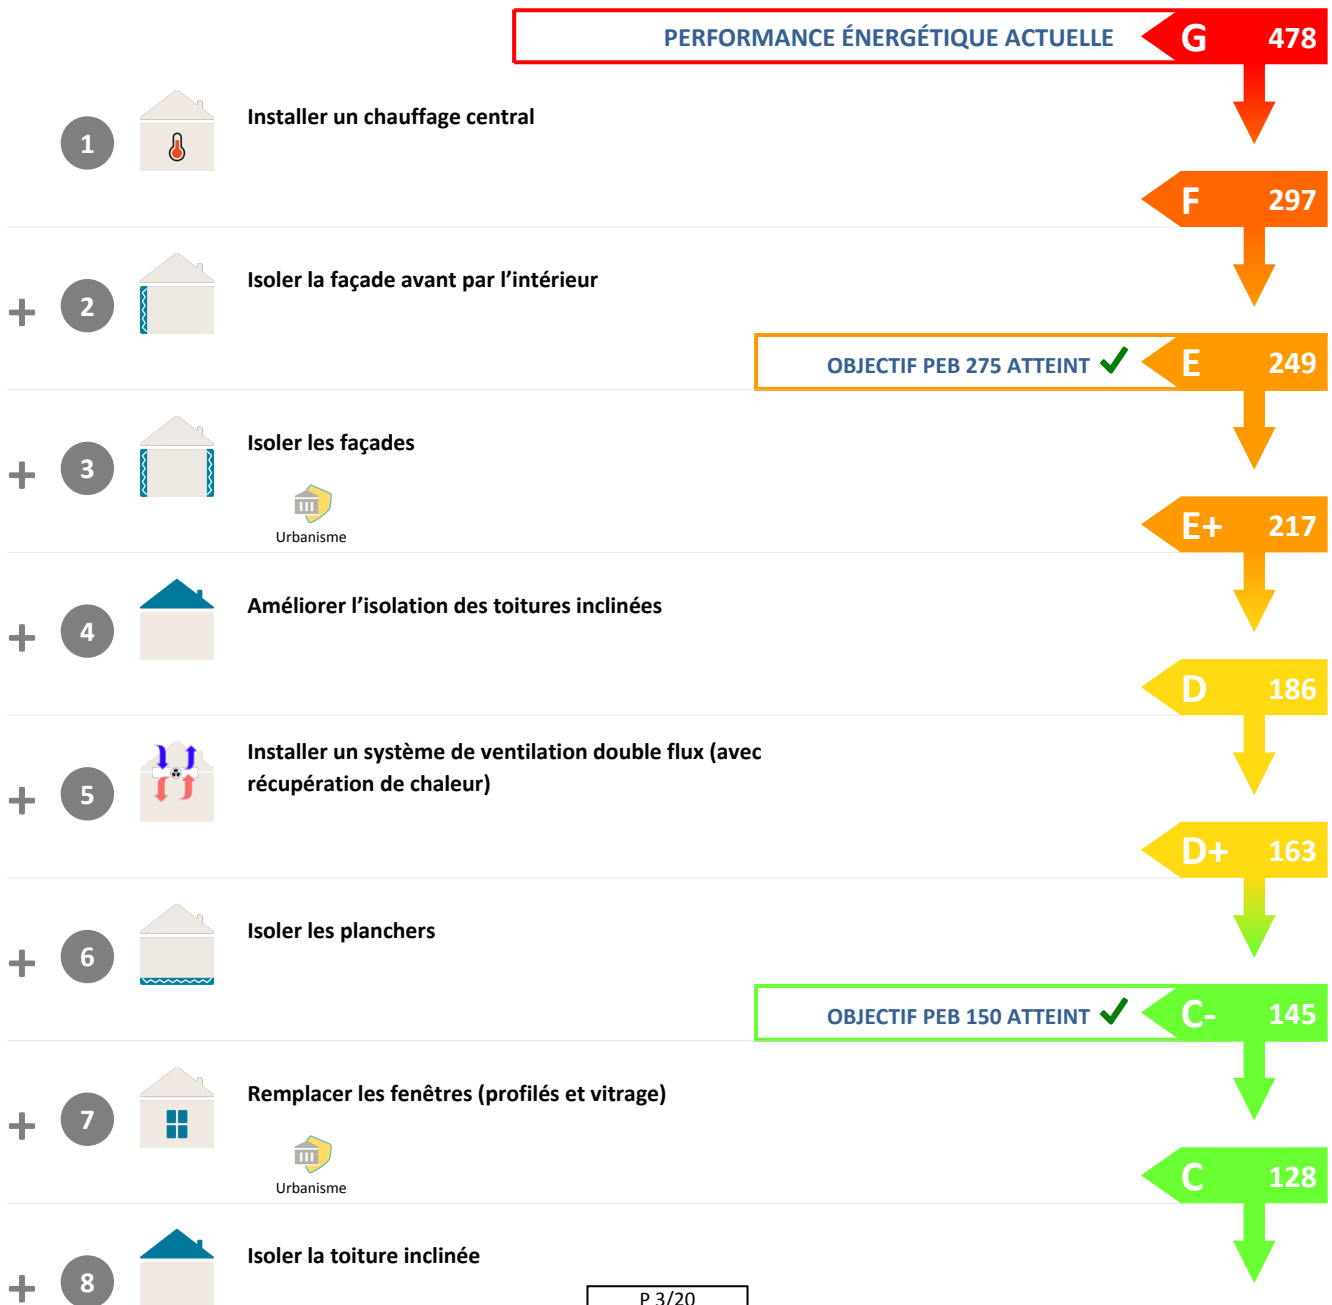 PERFORMANCE ÉNERGÉTIQUE ACTUELLE G 478
1 Installer un chauffage central
F 297
+ 2 Isoler la façade avant par l’intérieur
OBJECTIF PEB 275 ATTEINT ✔ E 249
+ 3 Isoler les façades
Urbanisme
E+ 217
+ 4 Améliorer l’isolation des toitures inclinées
D 186
Installer un système de ventilation double flux (avec
+ 5 récupération de chaleur)
D+ 163
+ 6 Isoler les planchers
OBJECTIF PEB 150 ATTEINT ✔ C- 145
+ 7 Remplacer les fenêtres (profilés et vitrage)
Urbanisme
C 128
+ 8 Isoler la toiture inclinée
P 3/20